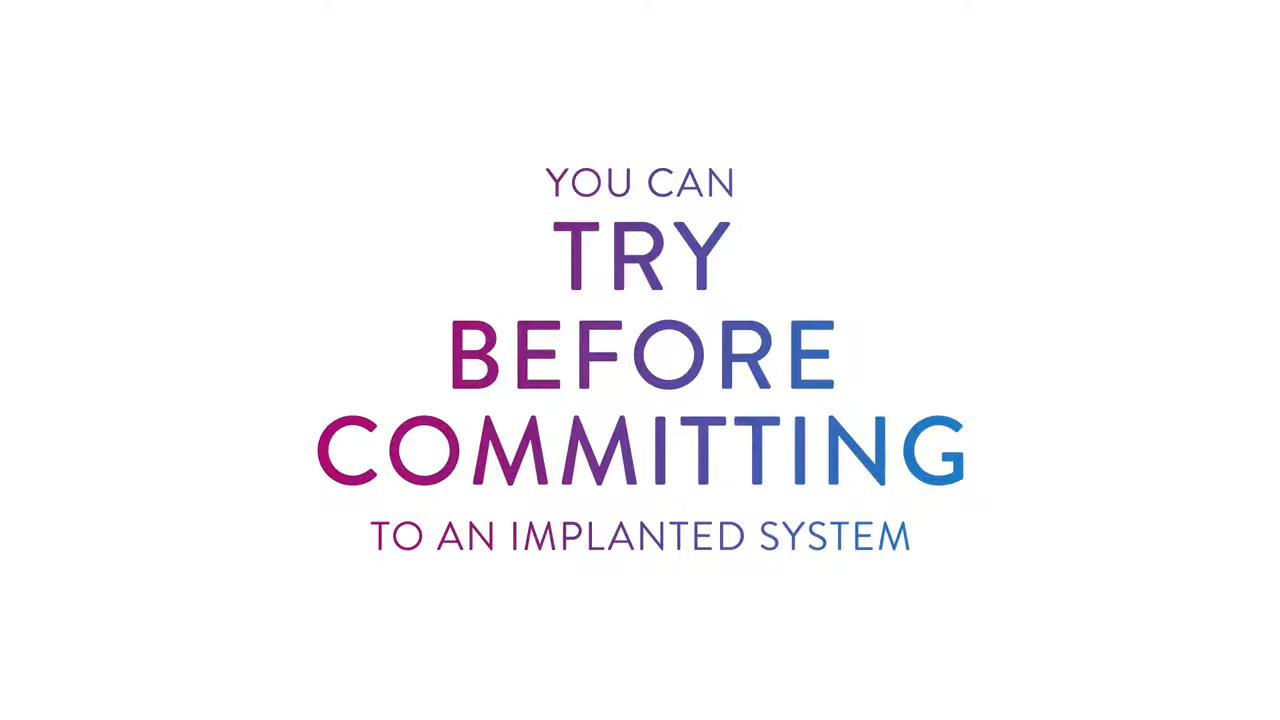 YOU CAN
TRY
BEFORE
COMMITTING
TO AN IMPLANTED SYSTEM